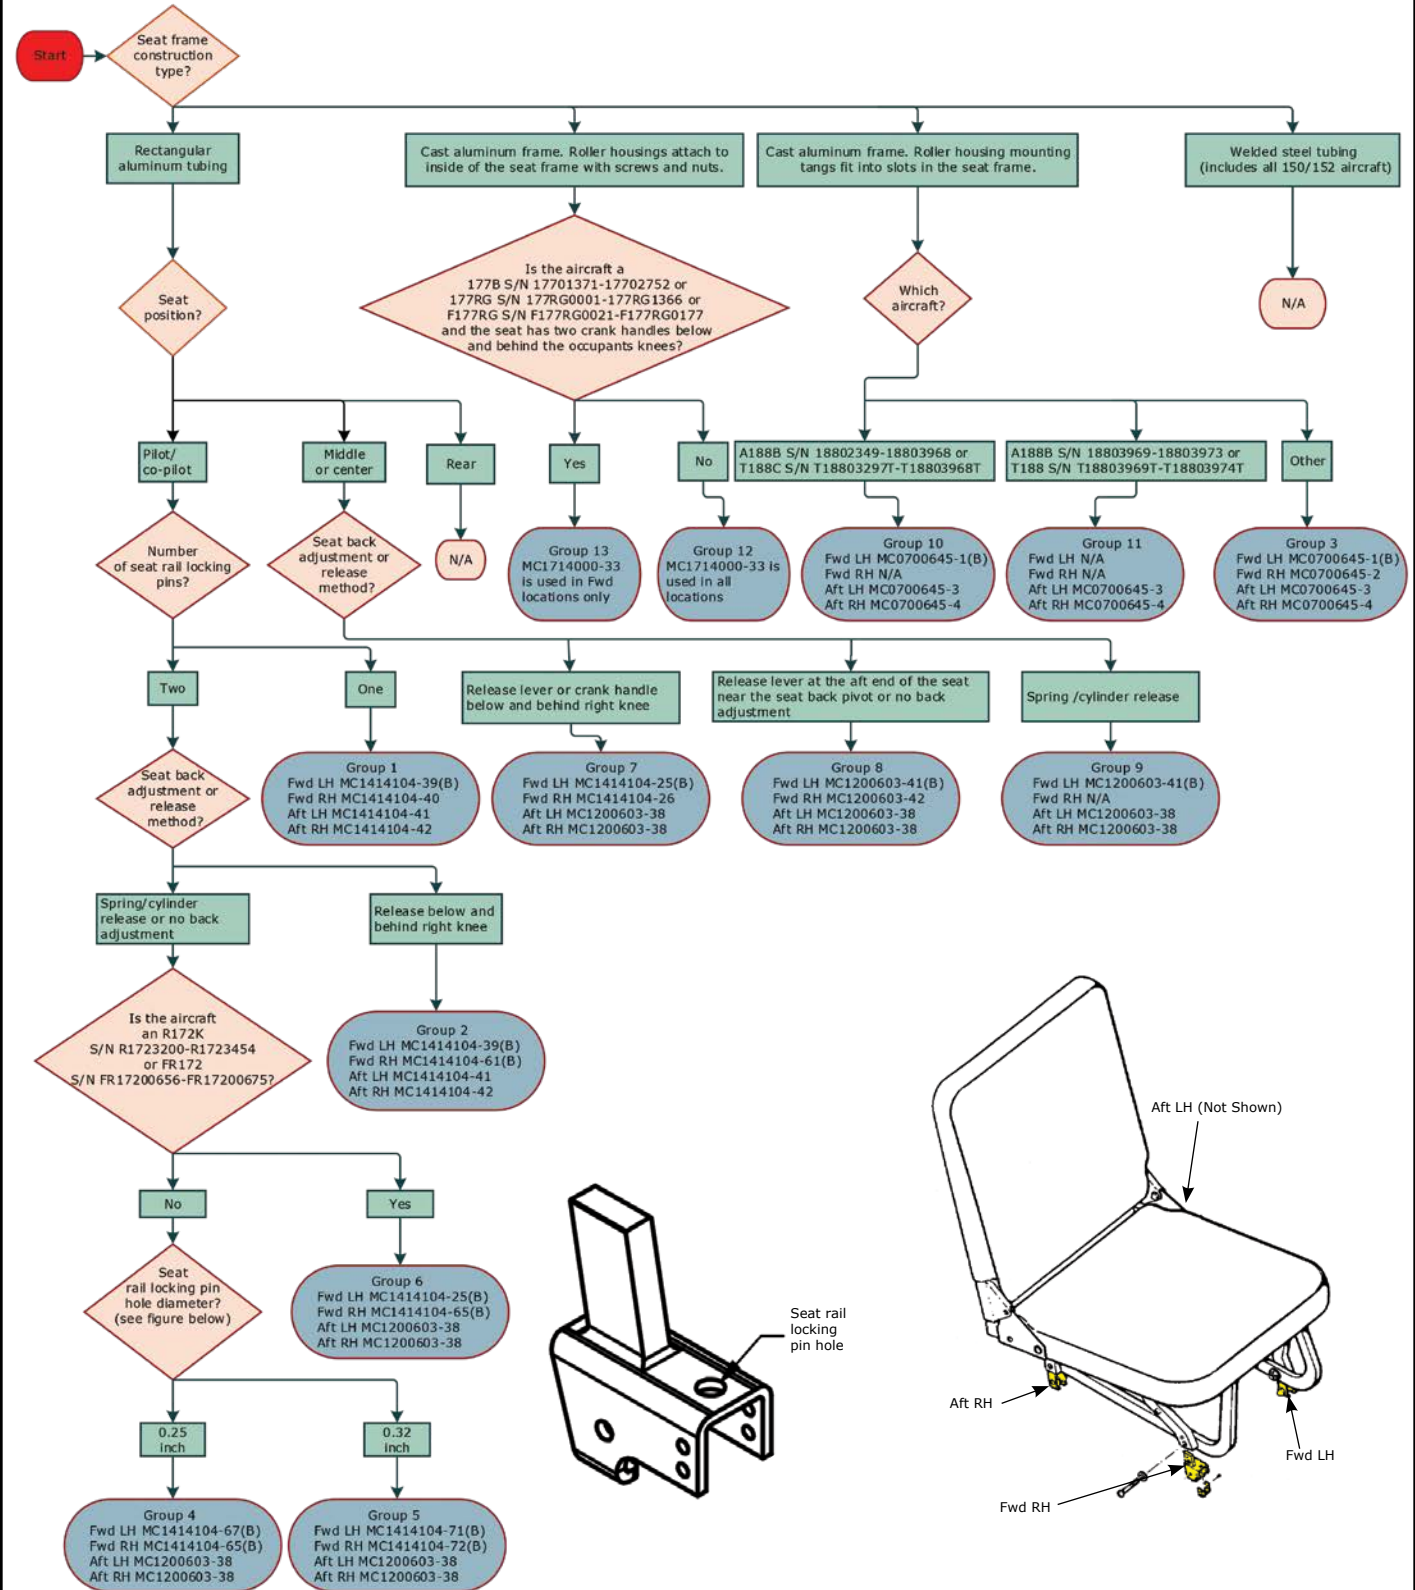 Start
Seat frame
construction
type?
Rectangular
aluminum tubing
Cast aluminum frame. Roller housings attach to
inside of the seat frame with screws and nuts.
Cast aluminum frame. Roller housing mounting
tangs fit into slots in the seat frame.
Welded steel tubing
(includes all 150/152 aircraft)
Seat
position?
Is the aircraft a
177B S/N 17701371-17702752 or
177RG S/N 177RG0001-177RG1366 or
F177RG S/N F177RG0021-F177RG0177
and the seat has two crank handles below
and behind the occupants knees?
Which
aircraft?
N/A
Pilot/
co-pilot
Middle
or center
Rear
Yes
No
A188B S/N 18802349-18803968 or
T188C S/N T18803297T-T18803968T
A188B S/N 18803969-18803973 or
T188 S/N T18803969T-T18803974T
Other
Number
of seat rail locking
pins?
Seat back
adjustment or
release
method?
N/A
Group 13
MC1714000-33
is used in Fwd
locations only
Group 12
MC1714000-33 is
used in all
locations
Group 10
Fwd LH MC0700645-1(B)
Fwd RH N/A
Aft LH MC0700645-3
Aft RH MC0700645-4
Group 11
Fwd LH N/A
Fwd RH N/A
Aft LH MC0700645-3
Aft RH MC0700645-4
Group 3
Fwd LH MC0700645-1(B)
Fwd RH MC0700645-2
Aft LH MC0700645-3
Aft RH MC0700645-4
Two
One
Release lever or crank handle
below and behind right knee
Release lever at the aft end of the seat
near the seat back pivot or no back
adjustment
Spring /cylinder release
Seat back
adjustment or
release
method?
Group 1
Fwd LH MC1414104-39(B)
Fwd RH MC1414104-40
Aft LH MC1414104-41
Aft RH MC1414104-42
Group 7
Fwd LH MC1414104-25(B)
Fwd RH MC1414104-26
Aft LH MC1200603-38
Aft RH MC1200603-38
Group 8
Fwd LH MC1200603-41(B)
Fwd RH MC1200603-42
Aft LH MC1200603-38
Aft RH MC1200603-38
Group 9
Fwd LH MC1200603-41(B)
Fwd RH N/A
Aft LH MC1200603-38
Aft RH MC1200603-38
Spring/cylinder
release or no back
adjustment
Release below and
behind right knee
Is the aircraft
an R172K
S/N R1723200-R1723454
or FR172
S/N FR17200656-FR17200675?
Group 2
Fwd LH MC1414104-39(B)
Fwd RH MC1414104-61(B)
Aft LH MC1414104-41
Aft RH MC1414104-42
No
Yes
Seat
rail locking pin
hole diameter?
(see figure below)
Group 6
Fwd LH MC1414104-25(B)
Fwd RH MC1414104-65(B)
Aft LH MC1200603-38
Aft RH MC1200603-38
0.25
inch
0.32
inch
Group 4
Fwd LH MC1414104-67(B)
Fwd RH MC1414104-65(B)
Aft LH MC1200603-38
Aft RH MC1200603-38
Group 5
Fwd LH MC1414104-71(B)
Fwd RH MC1414104-72(B)
Aft LH MC1200603-38
Aft RH MC1200603-38
Seat rail
locking
pin hole
Aft LH (Not Shown)
Aft RH
Fwd LH
Fwd RH